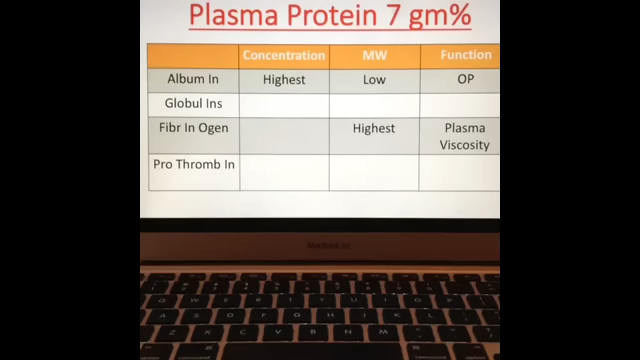 Plasma Protein 7 gm%
Concentration MW Function
Album In Highest Low OP
Globul Ins
Fibr In Ogen Highest Plasma
Viscosity
Pro Thromb In
MacBook Air
Q W E R T Y U I O P
A S D F G H J K L
Z X C V B N M